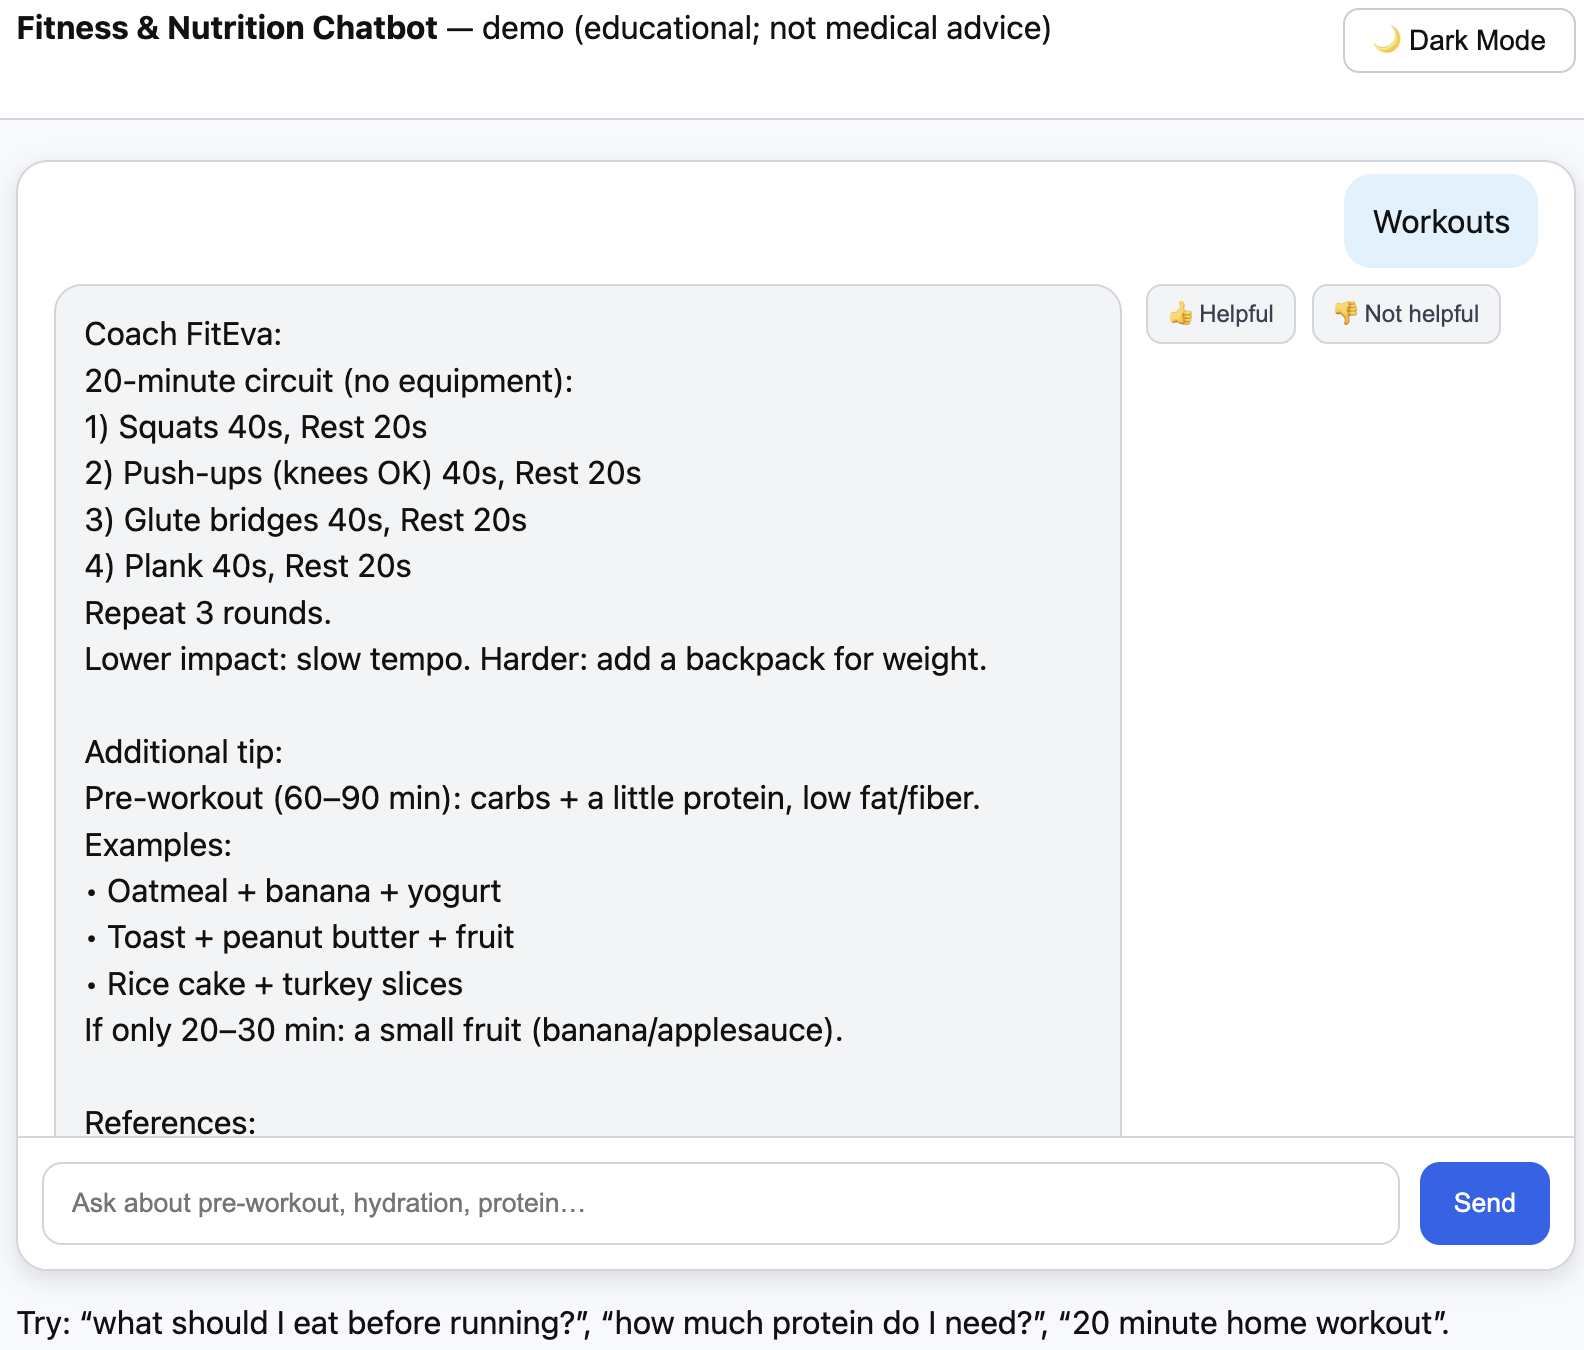 Fitness & Nutrition Chatbot — demo (educational; not medical advice)
🌙 Dark Mode
Workouts
Coach FitEva:
20-minute circuit (no equipment):
1) Squats 40s, Rest 20s
2) Push-ups (knees OK) 40s, Rest 20s
3) Glute bridges 40s, Rest 20s
4) Plank 40s, Rest 20s
Repeat 3 rounds.
Lower impact: slow tempo. Harder: add a backpack for weight.
Additional tip:
Pre-workout (60–90 min): carbs + a little protein, low fat/fiber.
Examples:
• Oatmeal + banana + yogurt
• Toast + peanut butter + fruit
• Rice cake + turkey slices
If only 20–30 min: a small fruit (banana/applesauce).
References:
👍 Helpful
👎 Not helpful
Ask about pre-workout, hydration, protein…
Send
Try: “what should I eat before running?”, “how much protein do I need?”, “20 minute home workout”.